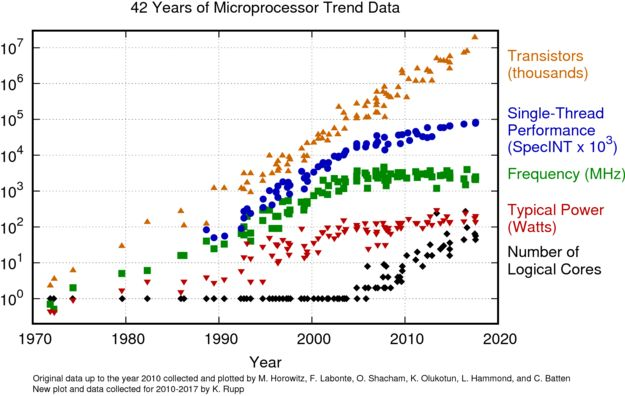 42 Years of Microprocessor Trend Data
10^7
10^6
10^5
10^4
10^3
10^2
10^1
10^0
1970
1980
1990
2000
2010
2020
Year
Transistors
(thousands)
Single-Thread
Performance
(SpecINT x 10^3)
Frequency (MHz)
Typical Power
(Watts)
Number of
Logical Cores
Original data up to the year 2010 collected and plotted by M. Horowitz, F. Labonte, O. Shacham, K. Olukotun, L. Hammond, and C. Batten
New plot and data collected for 2010-2017 by K. Rupp